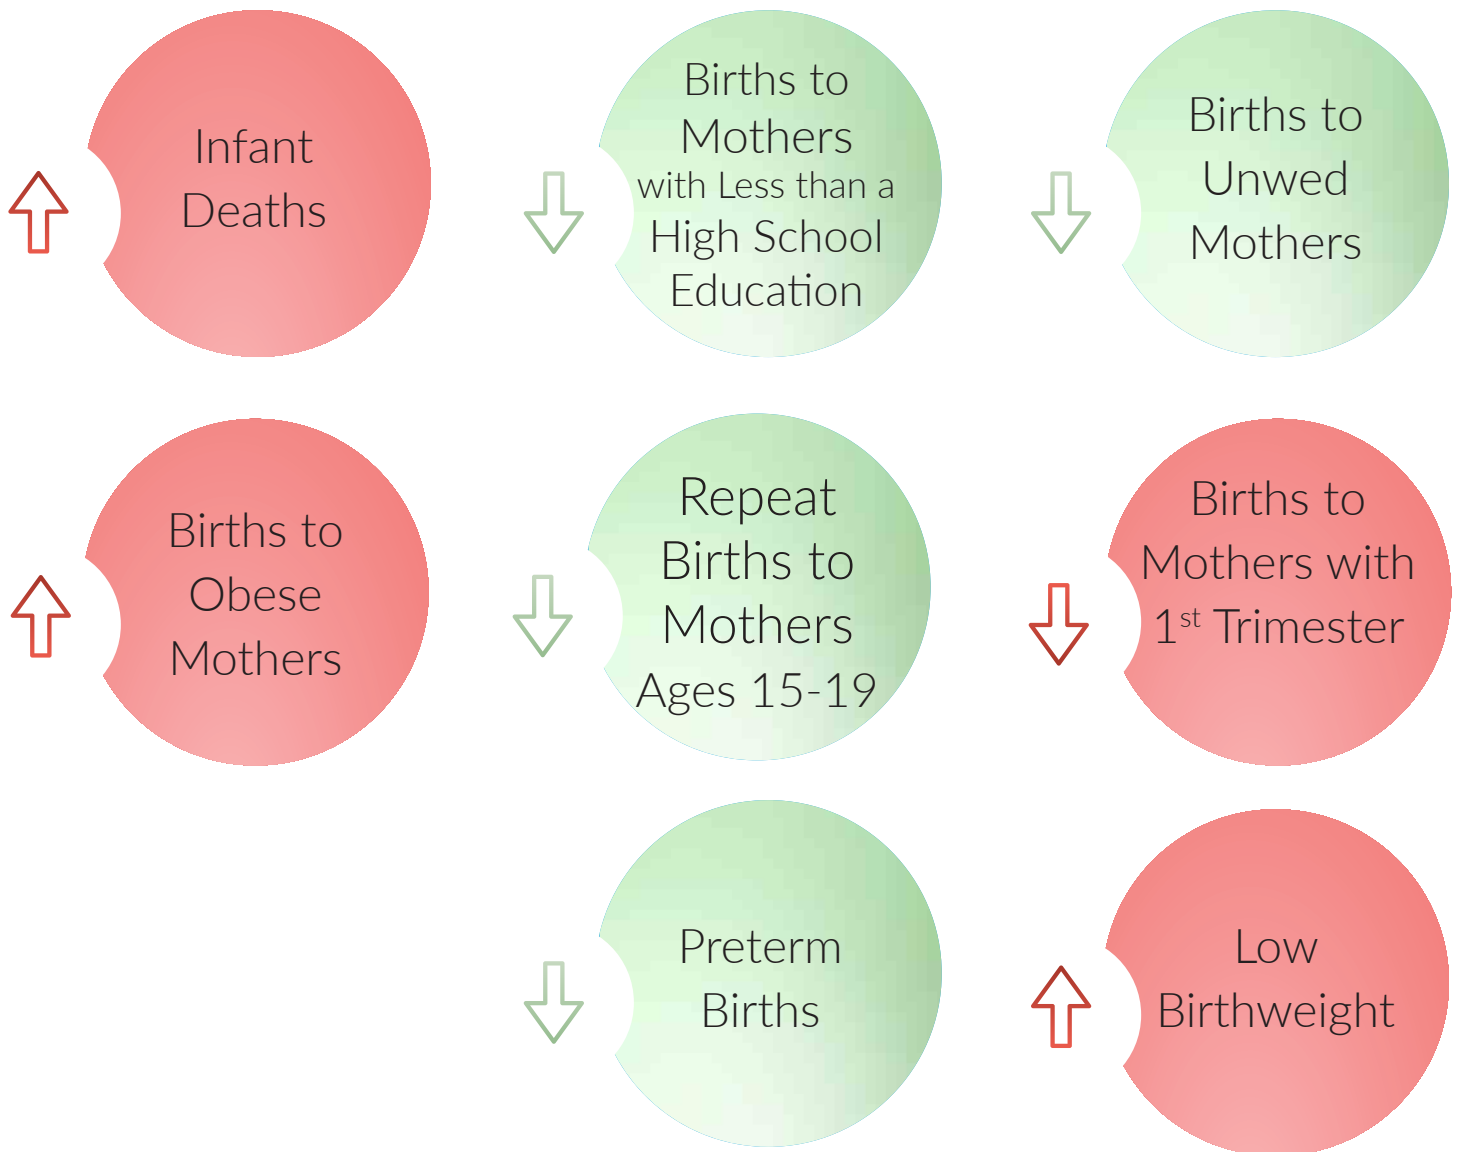 Infant
Deaths
Births to
Mothers
with Less than a
High School
Education
Births to
Unwed
Mothers
Births to
Obese
Mothers
Repeat
Births to
Mothers
Ages 15-19
Births to
Mothers with
1st Trimester
Preterm
Births
Low
Birthweight